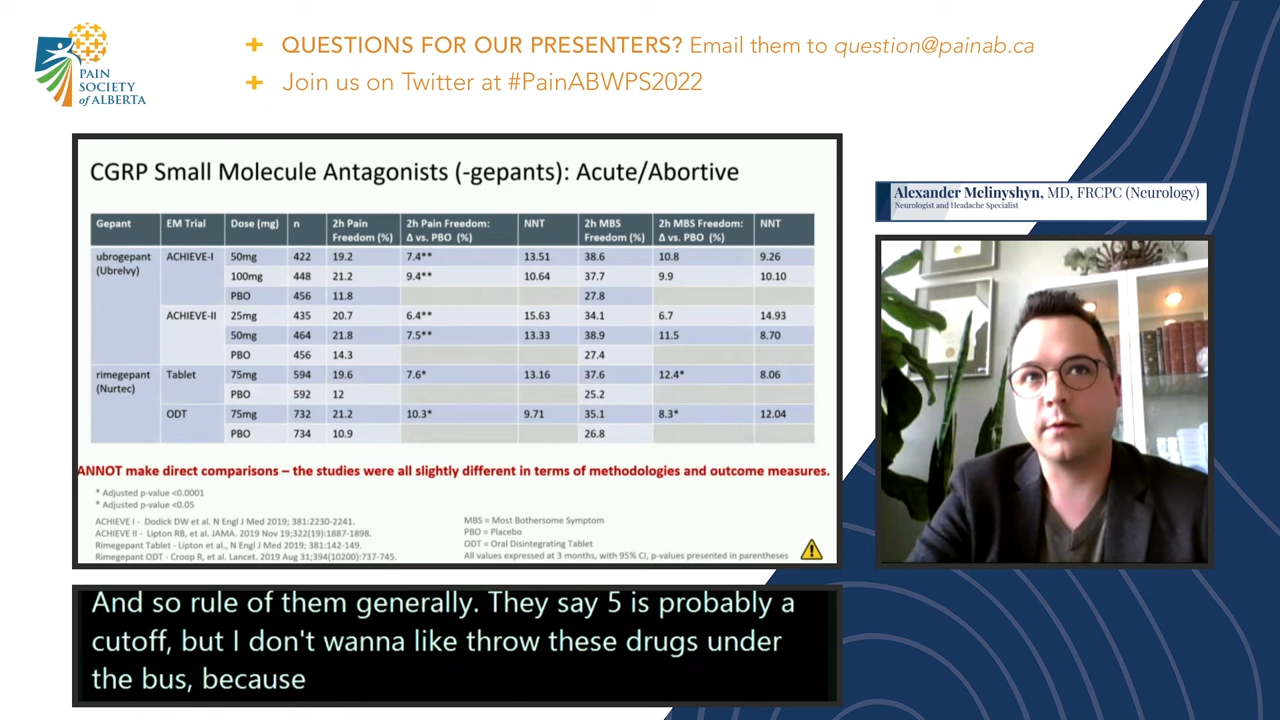 QUESTIONS FOR OUR PRESENTERS? Email them to question@painab.ca
Join us on Twitter at #PainABWPS2022
PAIN
SOCIETY
of ALBERTA
CGRP Small Molecule Antagonists (-gepants): Acute/Abortive
Gepant EM Trial Dose (mg) n 2h Pain Freedom (%) 2h Pain Freedom: Δ vs. PBO (%) NNT 2h MBS Freedom (%) 2h MBS Freedom: Δ vs. PBO (%) NNT
ubrogepant (Ubrelvy) ACHIEVE-I 50mg 422 19.2 7.4** 13.51 38.6 10.8 9.26
100mg 448 21.2 9.4** 10.64 37.7 9.9 10.10
PBO 456 11.8 27.8
ACHIEVE-II 25mg 435 20.7 6.4** 15.63 34.1 6.7 14.93
50mg 464 21.8 7.5** 13.33 38.9 11.5 8.70
PBO 456 14.3 27.4
rimegepant (Nurtec) Tablet 75mg 594 19.6 7.6* 13.16 37.6 12.4* 8.06
PBO 592 12 25.2
ODT 75mg 732 21.2 10.3* 9.71 35.1 8.3* 12.04
PBO 734 10.9 26.8
ANNOT make direct comparisons – the studies were all slightly different in terms of methodologies and outcome measures.
* Adjusted p-value <0.0001
* Adjusted p-value <0.05
ACHIEVE I - Dodick DW et al. N Engl J Med 2019; 381:2230-2241.
ACHIEVE II - Lipton RB, et al. JAMA. 2019 Nov 19;322(19):1887-1898.
Rimegepant Tablet - Lipton et al., N Engl J Med 2019; 381:142-149.
Rimegepant ODT - Croop R, et al. Lancet. 2019 Aug 31;394(10200):737-745.
MBS = Most Bothersome Symptom
PBO = Placebo
ODT = Oral Disintegrating Tablet
All values expressed at 3 months, with 95% CI, p-values presented in parentheses
Alexander Melinyshyn, MD, FRCPC (Neurology)
Neurologist and Headache Specialist
And so rule of them generally. They say 5 is probably a
cutoff, but I don't wanna like throw these drugs under
the bus, because